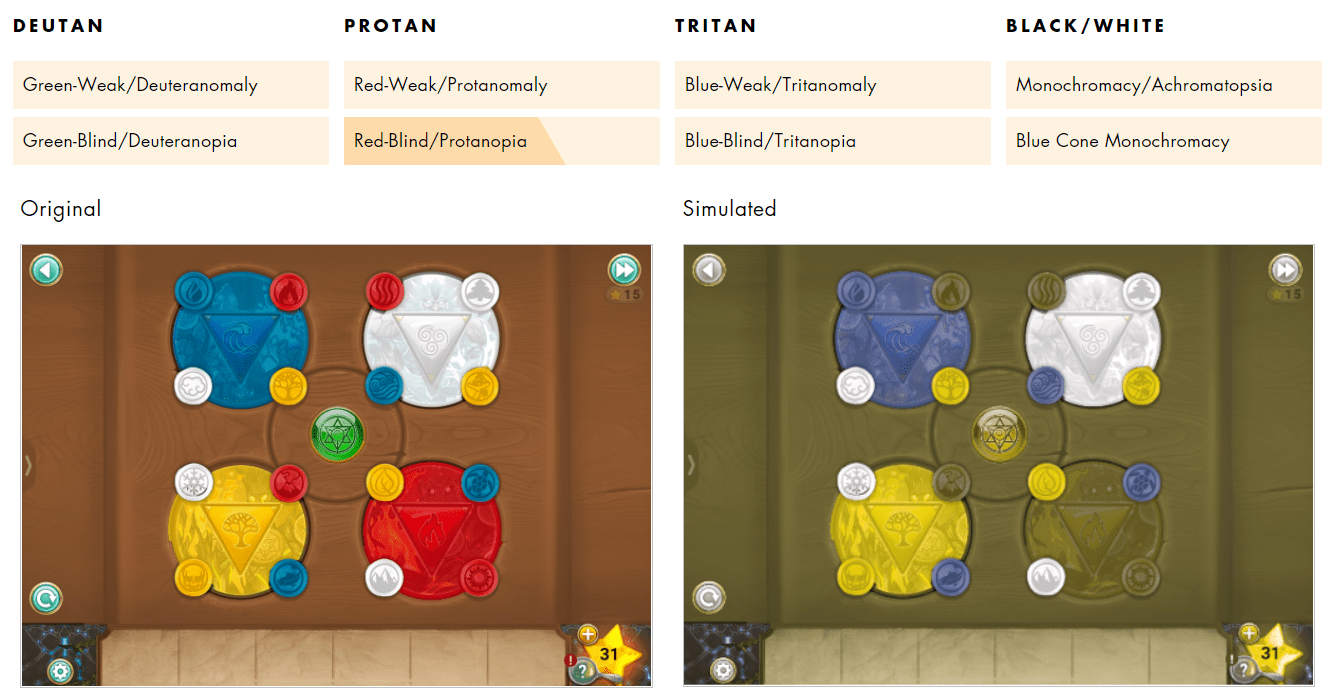 DEUTAN
PROTAN
TRITAN
BLACK/WHITE
Green-Weak/Deuteranomaly
Red-Weak/Protanomaly
Blue-Weak/Tritanomaly
Monochromacy/Achromatopsia
Green-Blind/Deuteranopia
Red-Blind/Protanopia
Blue-Blind/Tritanopia
Blue Cone Monochromacy
Original
Simulated
15
15
31
!
?
31
!
?